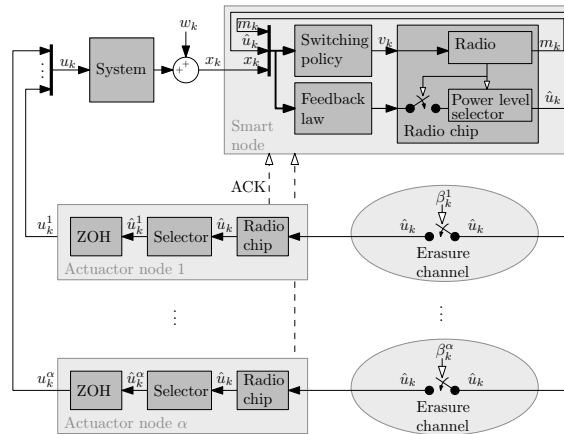 w_k
m_k
û_k
x_k
u_k
System
+
+
x_k
Switching
policy
v_k
Radio
m_k
Feedback
law
Power level
selector
û_k
Radio chip
Smart
node
ACK
u_k^1
ZOH
û_k^1
Selector
û_k
Radio
chip
Actuactor node 1
β_k^1
û_k
û_k
Erasure
channel
⋮
⋮
u_k^α
ZOH
û_k^α
Selector
û_k
Radio
chip
Actuactor node α
β_k^α
û_k
û_k
Erasure
channel